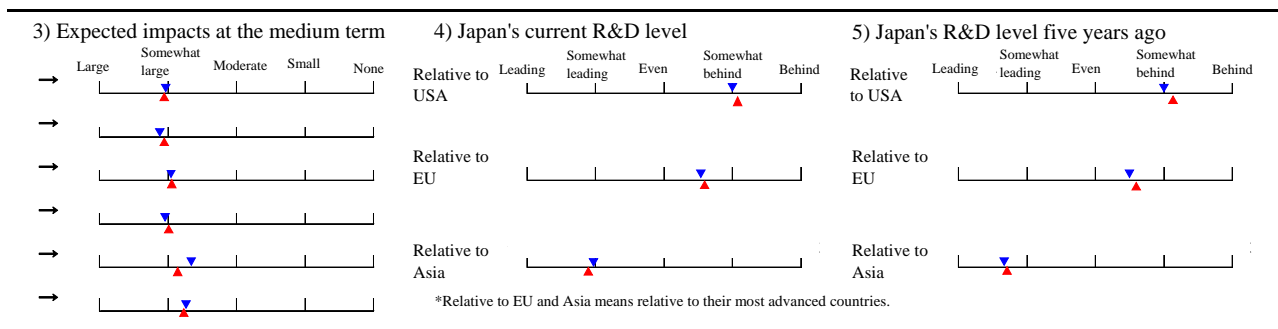 3) Expected impacts at the medium term
Large
Somewhat
large
Moderate
Small
None
4) Japan's current R&D level
Leading
Somewhat
leading
Even
Somewhat
behind
Behind
Relative to
USA
Relative to
EU
Relative to
Asia
*Relative to EU and Asia means relative to their most advanced countries.
5) Japan's R&D level five years ago
Leading
Somewhat
leading
Even
Somewhat
behind
Behind
Relative
to USA
Relative to
EU
Relative to
Asia